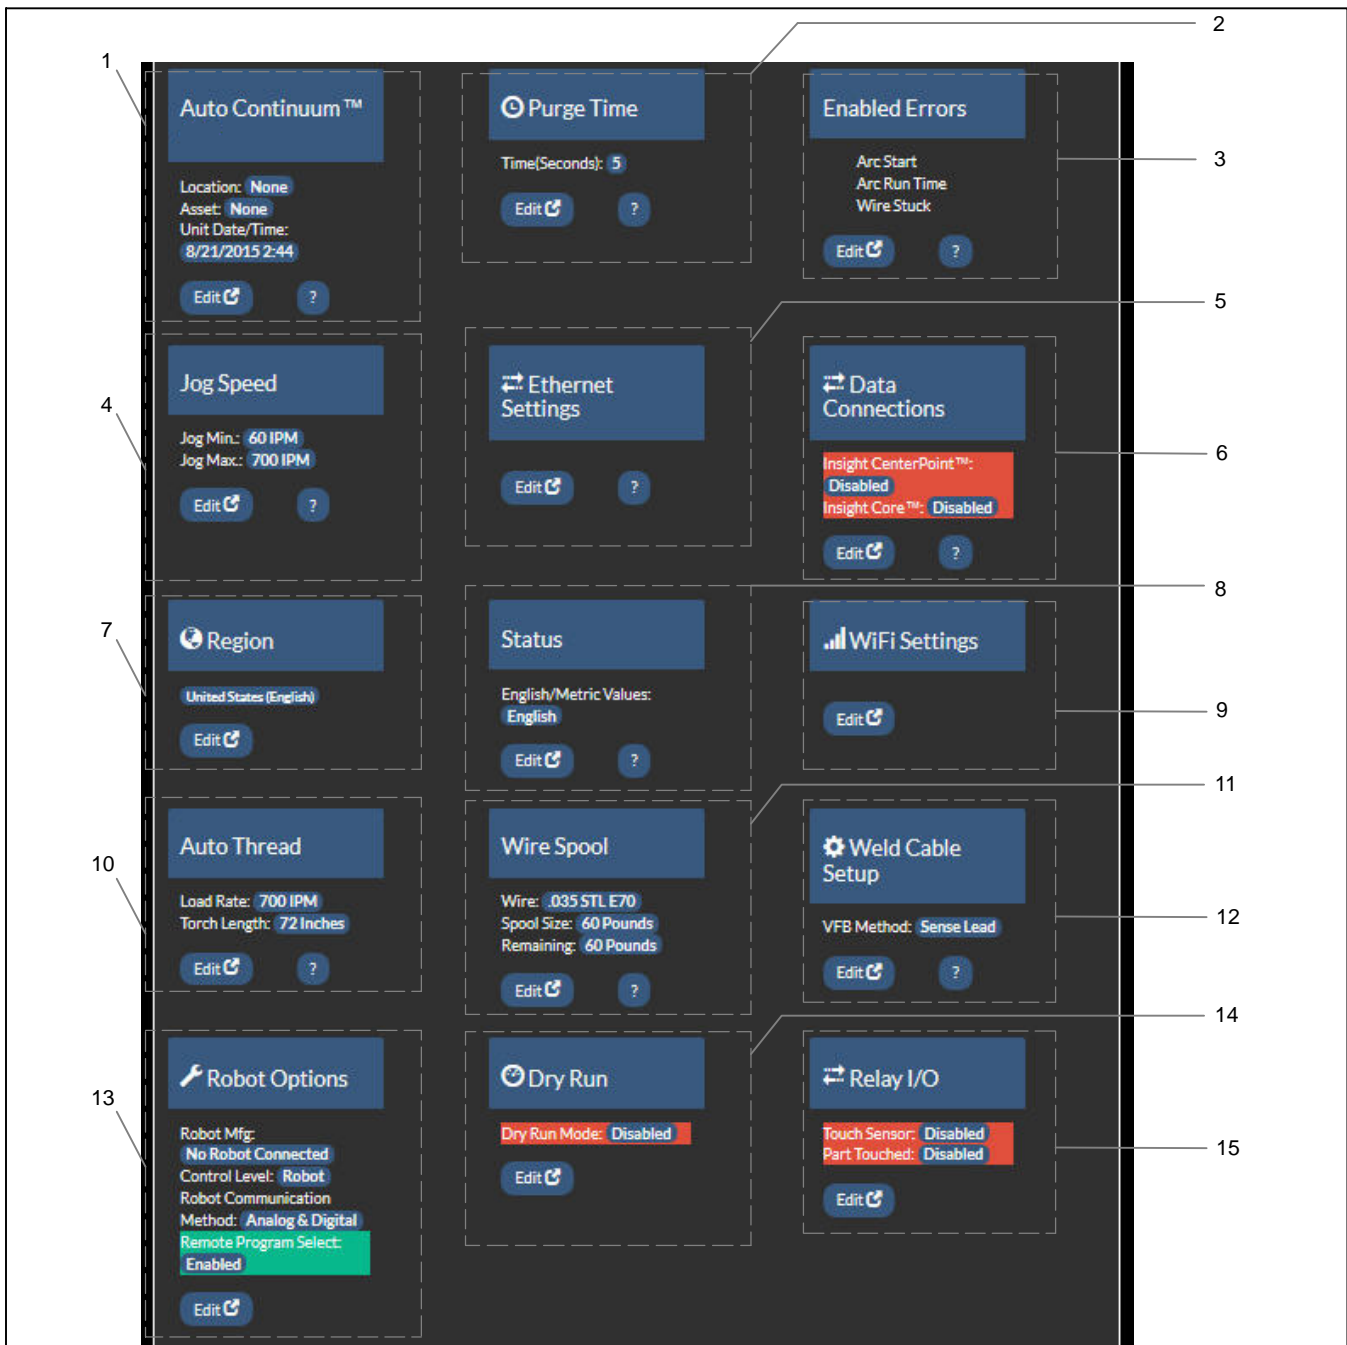 1
Auto Continuum™
Location: None
Asset: None
Unit Date/Time:
8/21/2015 2:44
Edit
?
2
Purge Time
Time(Seconds): 5
Edit
?
Enabled Errors
Arc Start
Arc Run Time
Wire Stuck
Edit
?
3
4
Jog Speed
Jog Min.: 60 IPM
Jog Max.: 700 IPM
Edit
?
5
Ethernet
Settings
Edit
?
Data
Connections
Insight CenterPoint™:
Disabled
Insight Core™: Disabled
Edit
?
6
7
Region
United States (English)
Edit
8
Status
English/Metric Values:
English
Edit
?
WiFi Settings
Edit
9
10
Auto Thread
Load Rate: 700 IPM
Torch Length: 72 Inches
Edit
?
11
Wire Spool
Wire: .035 STL E70
Spool Size: 60 Pounds
Remaining: 60 Pounds
Edit
?
Weld Cable
Setup
VFB Method: Sense Lead
Edit
?
12
13
Robot Options
Robot Mfg:
No Robot Connected
Control Level: Robot
Robot Communication
Method: Analog & Digital
Remote Program Select:
Enabled
Edit
14
Dry Run
Dry Run Mode: Disabled
Edit
Relay I/O
Touch Sensor: Disabled
Part Touched: Disabled
Edit
15